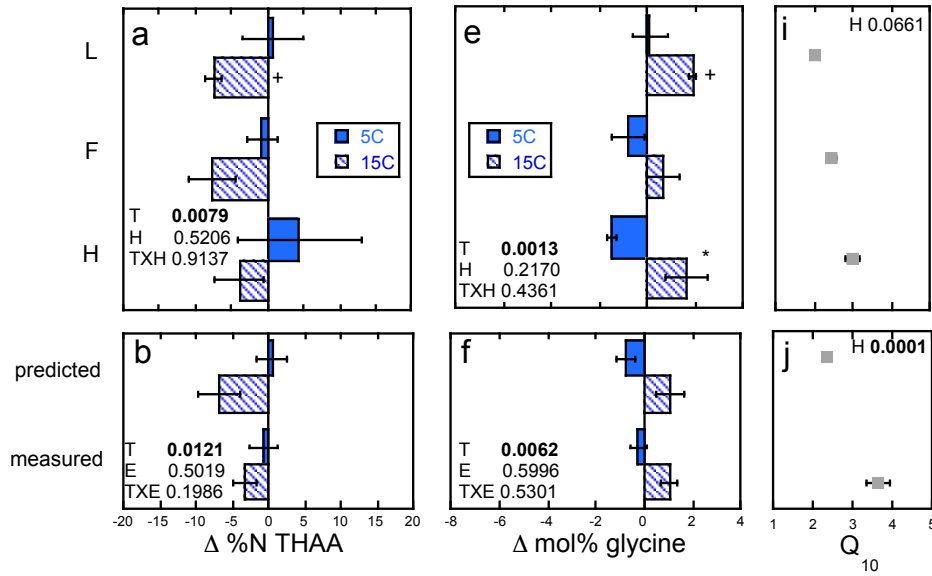 a
e
i
H 0.0661
L
+
+
F
5C
15C
5C
15C
H
T 0.0079
H 0.5206
TXH 0.9137
T 0.0013
H 0.2170
TXH 0.4361
*
b
f
j
H 0.0001
predicted
measured
T 0.0121
E 0.5019
TXE 0.1986
T 0.0062
E 0.5996
TXE 0.5301
-20 -15 -10 -5 0 5 10 15 20
-8 -6 -4 -2 0 2 4
1 2 3 4 5
Δ %N THAA
Δ mol% glycine
Q10